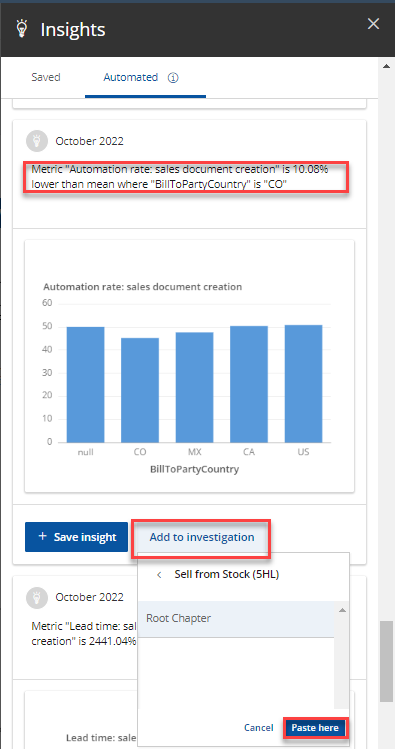 Insights
Saved
Automated
October 2022
Metric "Automation rate: sales document creation" is 10.08%
lower than mean where "BillToPartyCountry" is "CO"
Automation rate: sales document creation
60
50
40
30
20
10
0
null CO MX CA US
BillToPartyCountry
+ Save insight
Add to investigation
< Sell from Stock (5HL)
Root Chapter
Cancel
Paste here
October 2022
Metric "Lead time: sal
creation" is 2441.04%
Lead time: sale